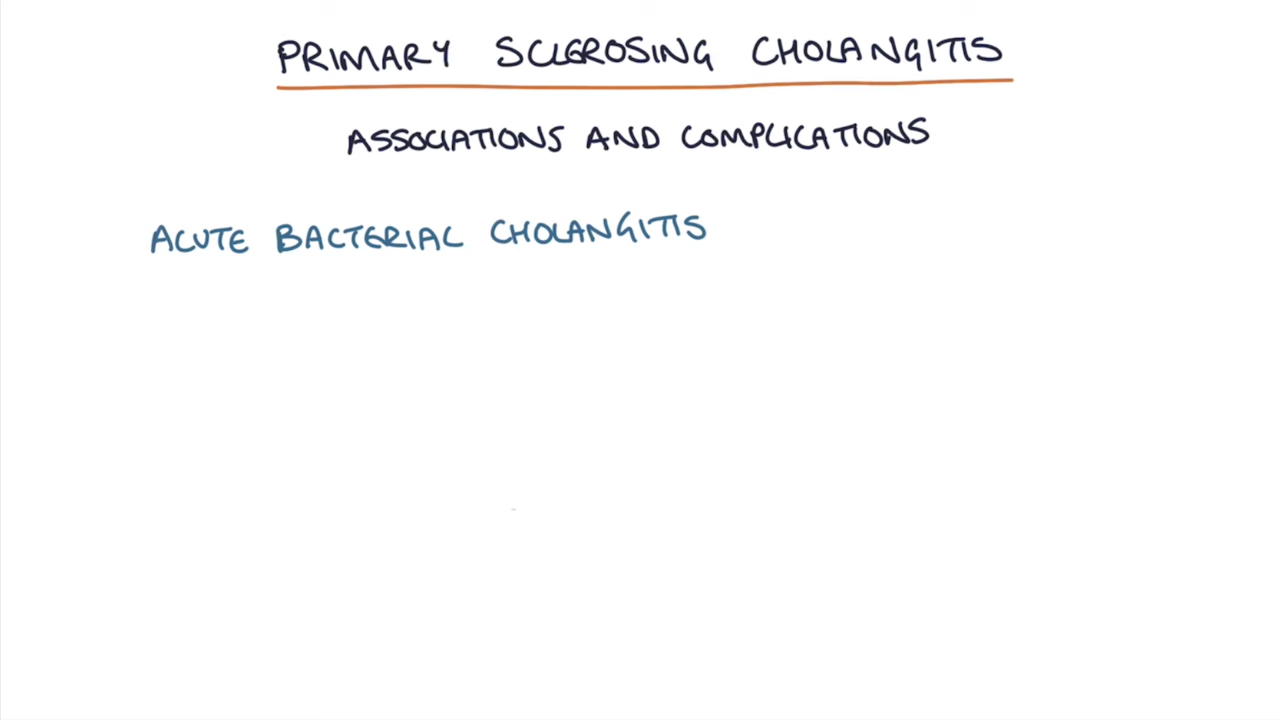 PRIMARY SCLEROSING CHOLANGITIS
ASSOCIATIONS AND COMPLICATIONS
ACUTE BACTERIAL CHOLANGITIS